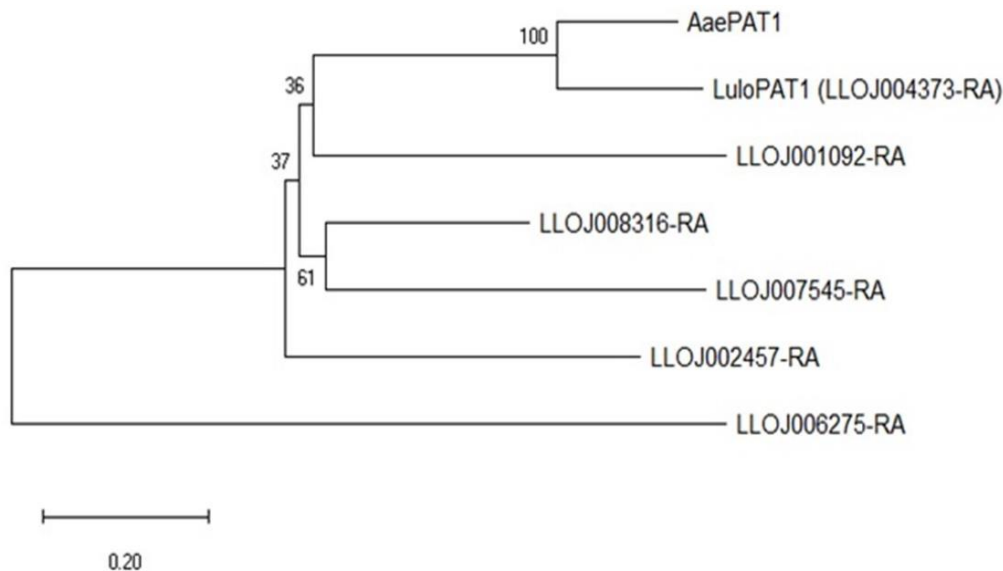 AaePAT1
100
LuloPAT1 (LLOJ004373-RA)
36
LLOJ001092-RA
37
LLOJ008316-RA
61
LLOJ007545-RA
LLOJ002457-RA
LLOJ006275-RA
0.20